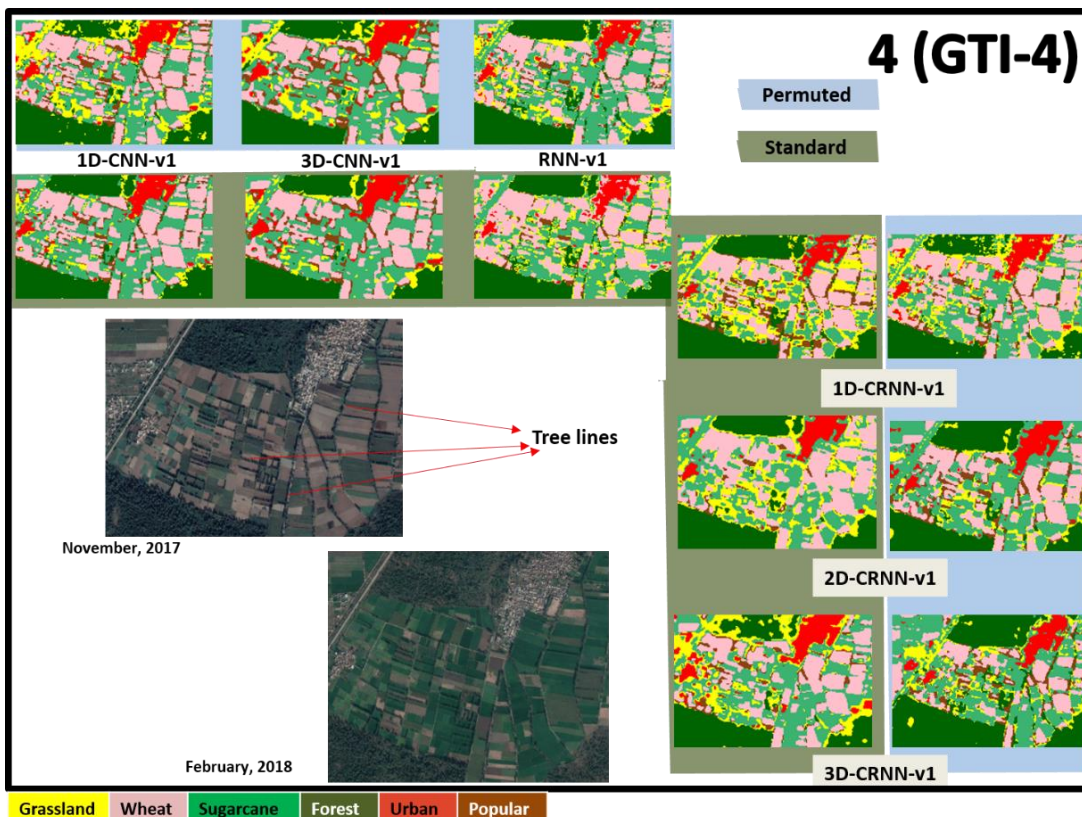 4 (GTI-4)
Permuted
Standard
1D-CNN-v1 3D-CNN-v1 RNN-v1
1D-CRNN-v1
Tree lines
November, 2017
2D-CRNN-v1
February, 2018
3D-CRNN-v1
Grassland Wheat Sugarcane Forest Urban Popular